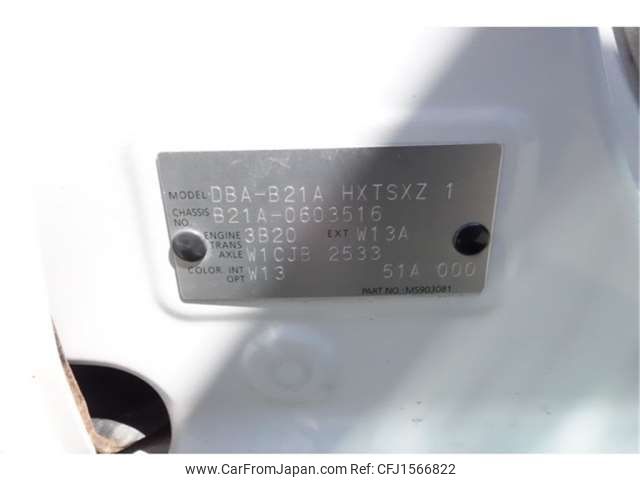 MODEL DBA-B21A HXTSXZ 1
CHASSIS NO. B21A-0603516
ENGINE 3B20 EXT W13A
TRANS AXLE W1CJB 2533
COLOR INT OPT W13 51A 000
PART NO.:MS903081
© www.CarFromJapan.com - CFJ1566822